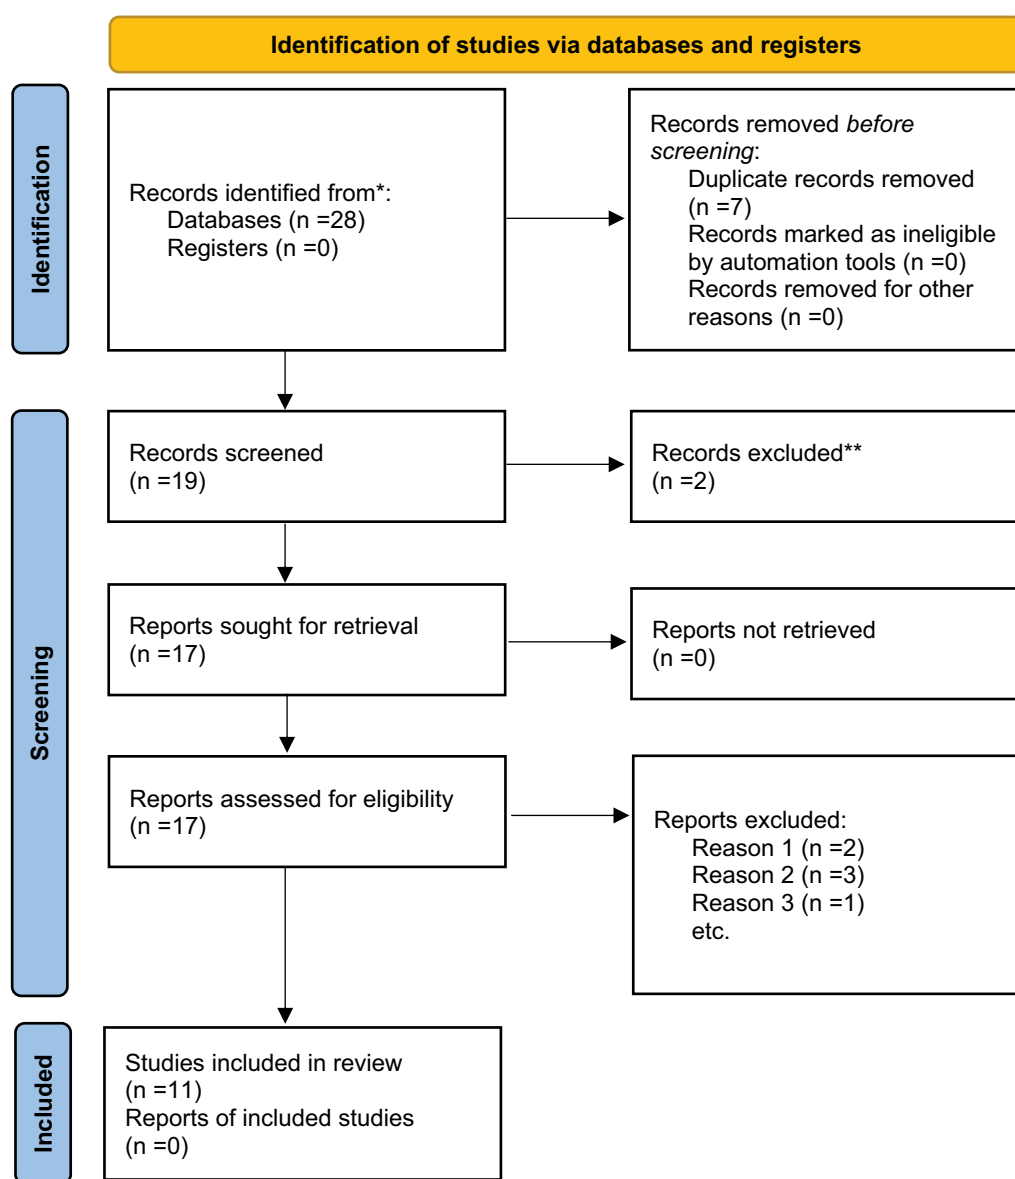 Identification of studies via databases and registers
Identification
Records identified from*:
Databases (n =28)
Registers (n =0)
Records removed before
screening:
Duplicate records removed
(n =7)
Records marked as ineligible
by automation tools (n =0)
Records removed for other
reasons (n =0)
Screening
Records screened
(n =19)
Records excluded**
(n =2)
Reports sought for retrieval
(n =17)
Reports not retrieved
(n =0)
Reports assessed for eligibility
(n =17)
Reports excluded:
Reason 1 (n =2)
Reason 2 (n =3)
Reason 3 (n =1)
etc.
Included
Studies included in review
(n =11)
Reports of included studies
(n =0)